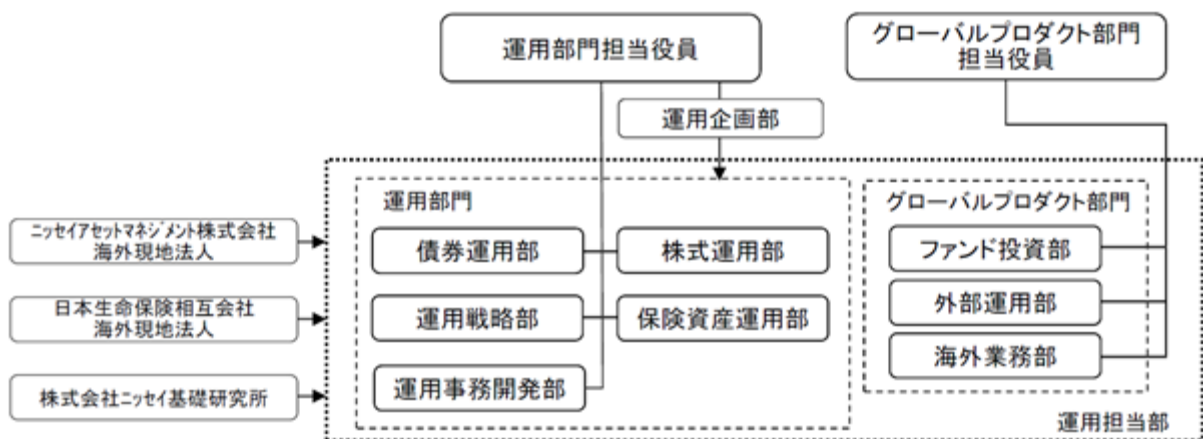 運用部門担当役員
グローバルプロダクト部門
担当役員
運用企画部
運用部門
グローバルプロダクト部門
ニッセイアセットマネジメント株式会社
海外現地法人
債券運用部
株式運用部
ファンド投資部
日本生命保険相互会社
海外現地法人
運用戦略部
保険資産運用部
外部運用部
海外業務部
株式会社ニッセイ基礎研究所
運用事務開発部
運用担当部